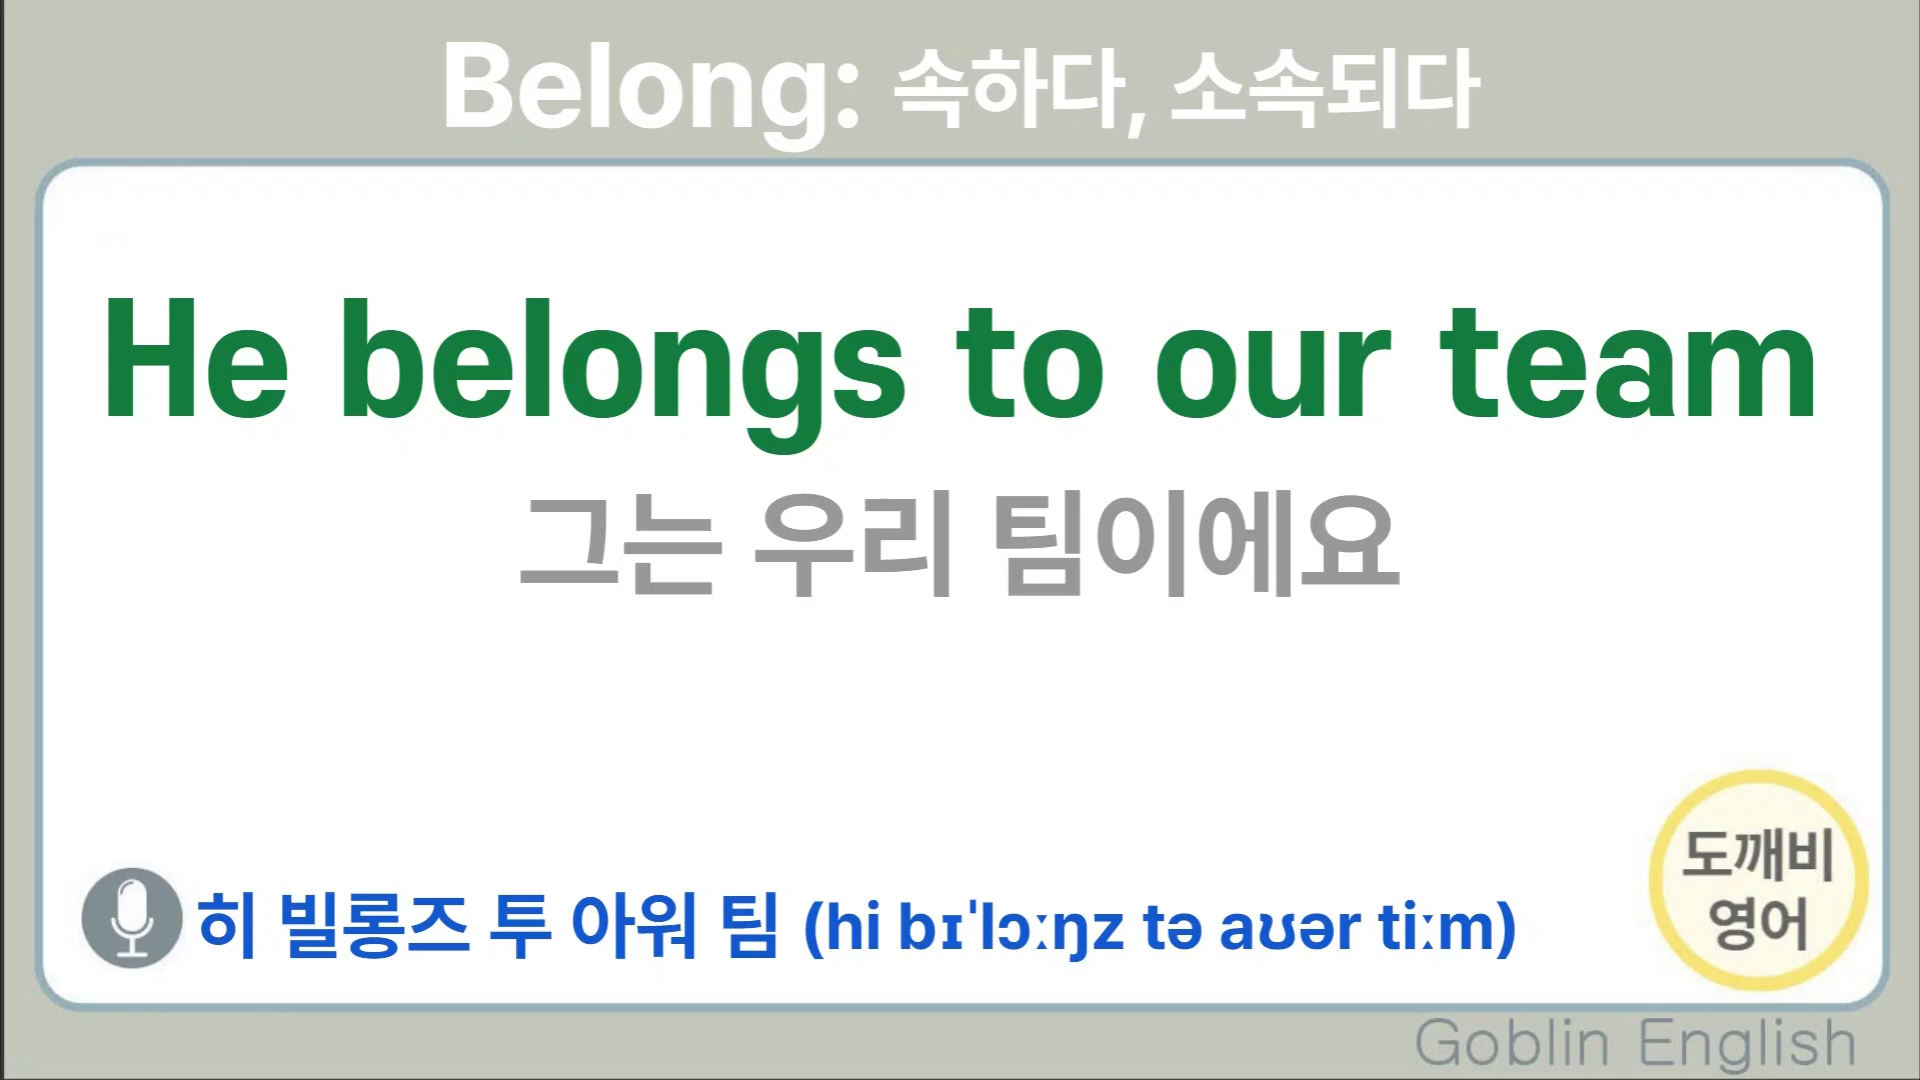 Belong: 속하다, 소속되다
He belongs to our team
그는 우리 팀이에요
히 빌롱즈 투 아워 팀 (hi bɪˈlɔːŋz tə aʊər tiːm)
도깨비
영어
Goblin English